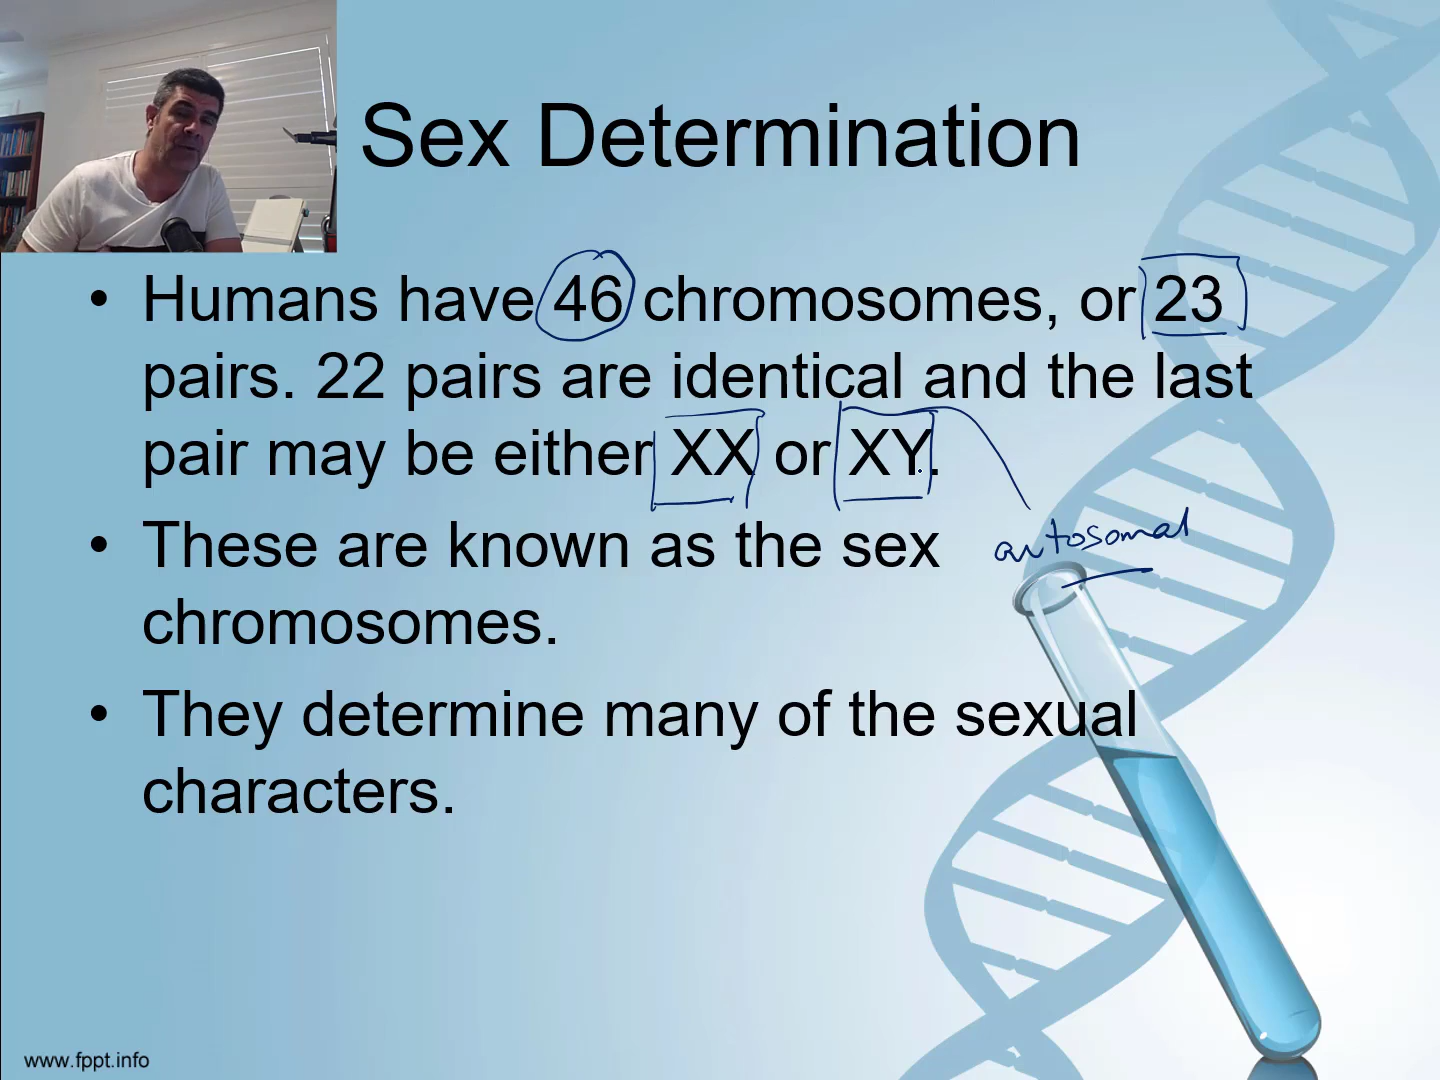 Sex Determination
• Humans have 46 chromosomes, or 23
pairs. 22 pairs are identical and the last
pair may be either XX or XY.
• These are known as the sex
autosomal
chromosomes.
• They determine many of the sexual
characters.
www.fppt.info